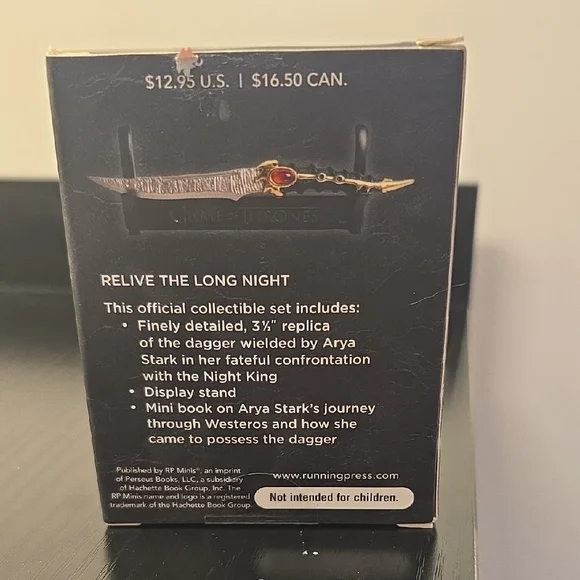 $12.95 U.S. | $16.50 CAN.
GAME OF THRONES
RELIVE THE LONG NIGHT
This official collectible set includes:
• Finely detailed, 3½" replica
of the dagger wielded by Arya
Stark in her fateful confrontation
with the Night King
• Display stand
• Mini book on Arya Stark's journey
through Westeros and how she
came to possess the dagger
Published by RP Minis®, an imprint
of Perseus Books, LLC, a subsidiary
of Hachette Book Group, Inc. The
RP Minis name and logo is a registered
trademark of the Hachette Book Group.
www.runningpress.com
Not intended for children.